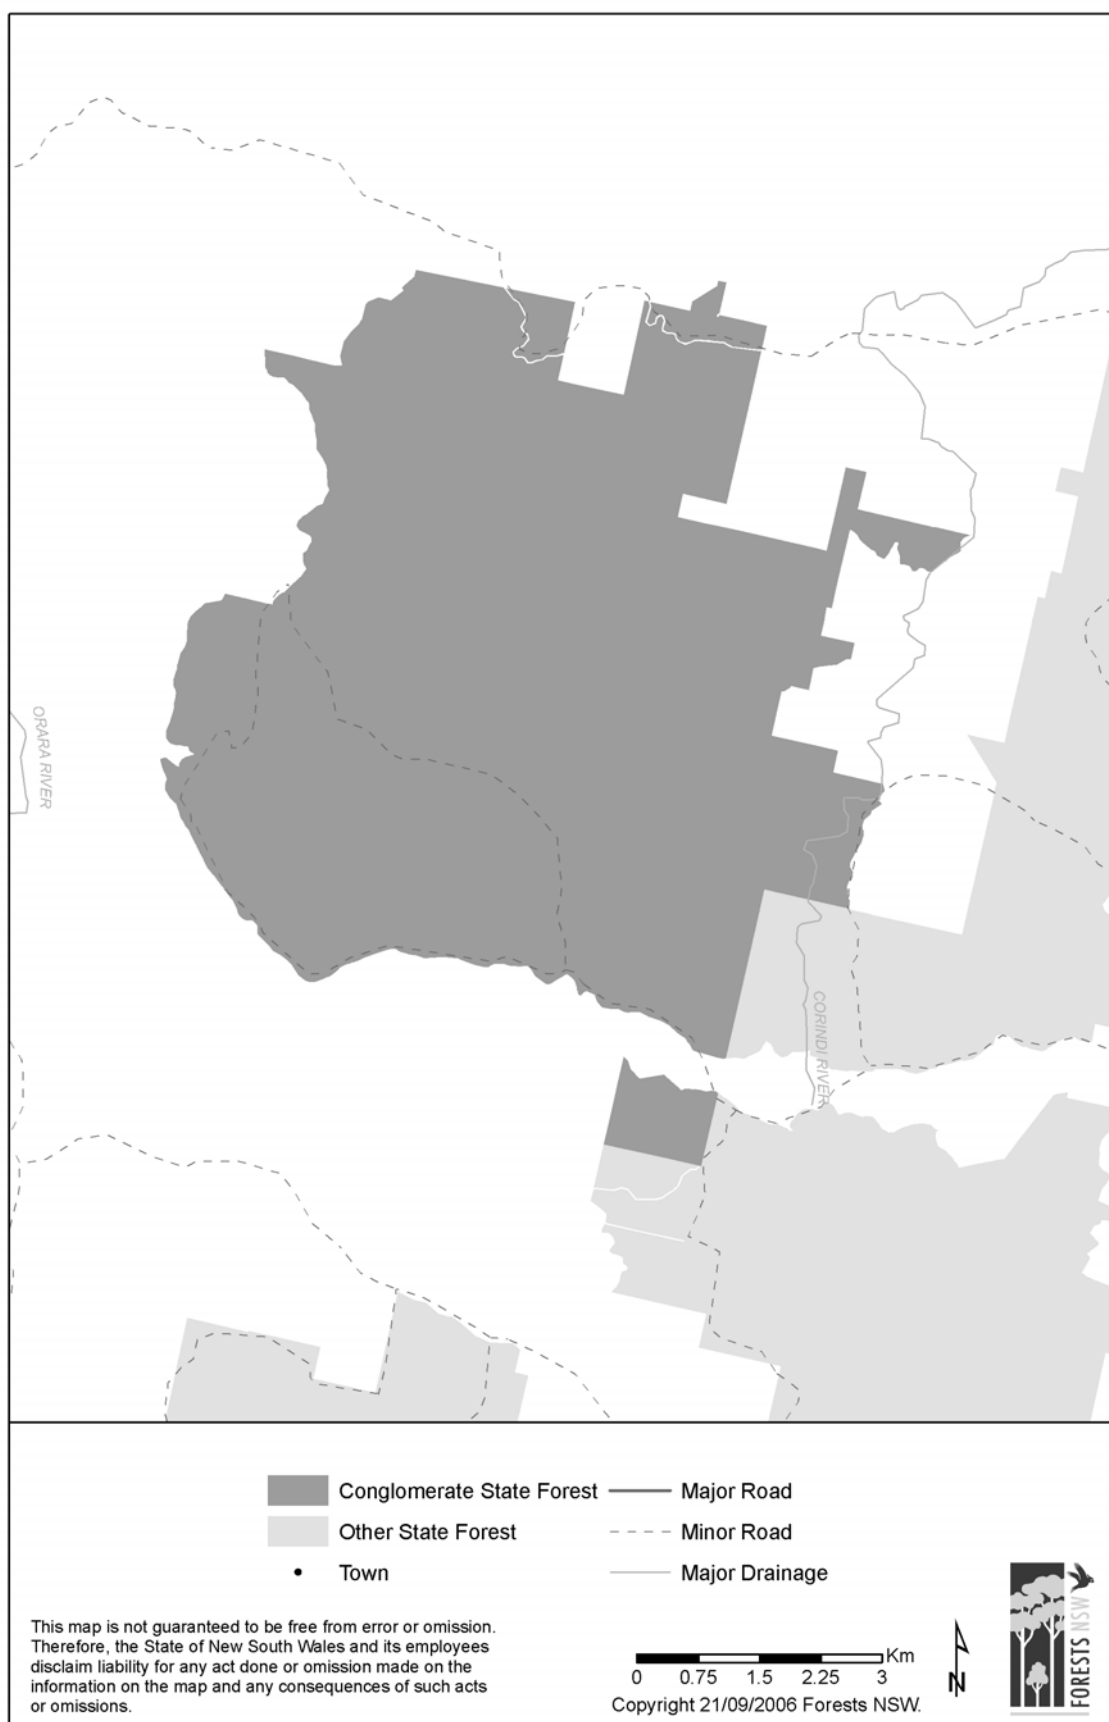 ORARA RIVER
CORINDI RIVER
Conglomerate State Forest
Major Road
Other State Forest
Minor Road
Town
Major Drainage
This map is not guaranteed to be free from error or omission.
Therefore, the State of New South Wales and its employees
disclaim liability for any act done or omission made on the
information on the map and any consequences of such acts
or omissions.
Km
0 0.75 1.5 2.25 3
Copyright 21/09/2006 Forests NSW.
N
FORESTS NSW